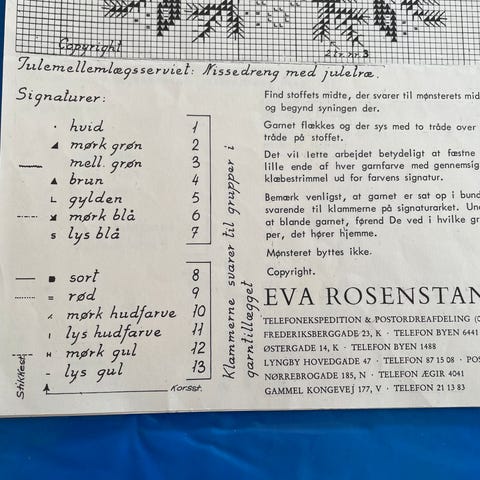 Copyright
2 tr. nr. 3
Julemellemlægsserviet: Nissedreng med juletræ.
Signaturer:
hvid 1
mørk grøn 2
mell. grøn 3
brun 4
gylden 5
mørk blå 6
lys blå 7
sort 8
rød 9
mørk hudfarve 10
lys hudfarve 11
mørk gul 12
lys gul 13
Stikkest.
Korsst.
Klammerne svarer til grupper i
garntillægget
Find stoffets midte, der svarer til mønsterets mid
og begynd syningen der.
Garnet flækkes og der sys med to tråde over
tråde på stoffet.
Det vil lette arbejdet betydeligt at fæstne
lille ende af hver garnfarve med gennemsig
klæbestrimmel ud for farvens signatur.
Bemærk venligst, at garnet er sat op i bund
svarende til klammerne på signaturarket. Und
at blande garnet, førend De ved i hvilke gr
per, det hører hjemme.
Mønsteret byttes ikke.
Copyright.
EVA ROSENSTAN
TELEFONEKSPEDITION & POSTORDREAFDELING (
FREDERIKSBERGGADE 23, K · TELEFON BYEN 6441
ØSTERGADE 14, K · TELEFON BYEN 1488
LYNGBY HOVEDGADE 47 · TELEFON 87 15 08 · POS
NØRREBROGADE 185, N · TELEFON ÆGIR 4041
GAMMEL KONGEVEJ 177, V · TELEFON 21 13 83